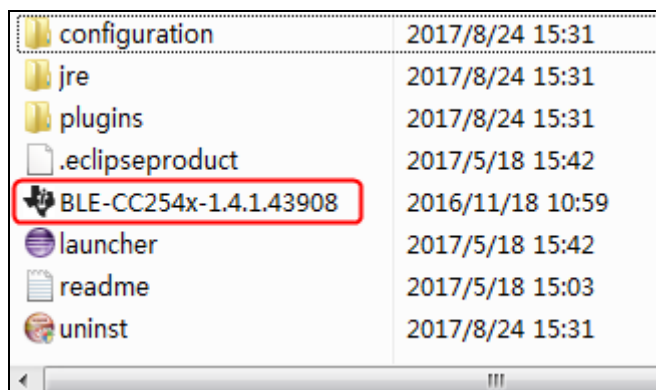 configuration 2017/8/24 15:31
jre 2017/8/24 15:31
plugins 2017/8/24 15:31
.eclipseproduct 2017/5/18 15:42
BLE-CC254x-1.4.1.43908 2016/11/18 10:59
launcher 2017/5/18 15:42
readme 2017/5/18 15:03
uninst 2017/8/24 15:31